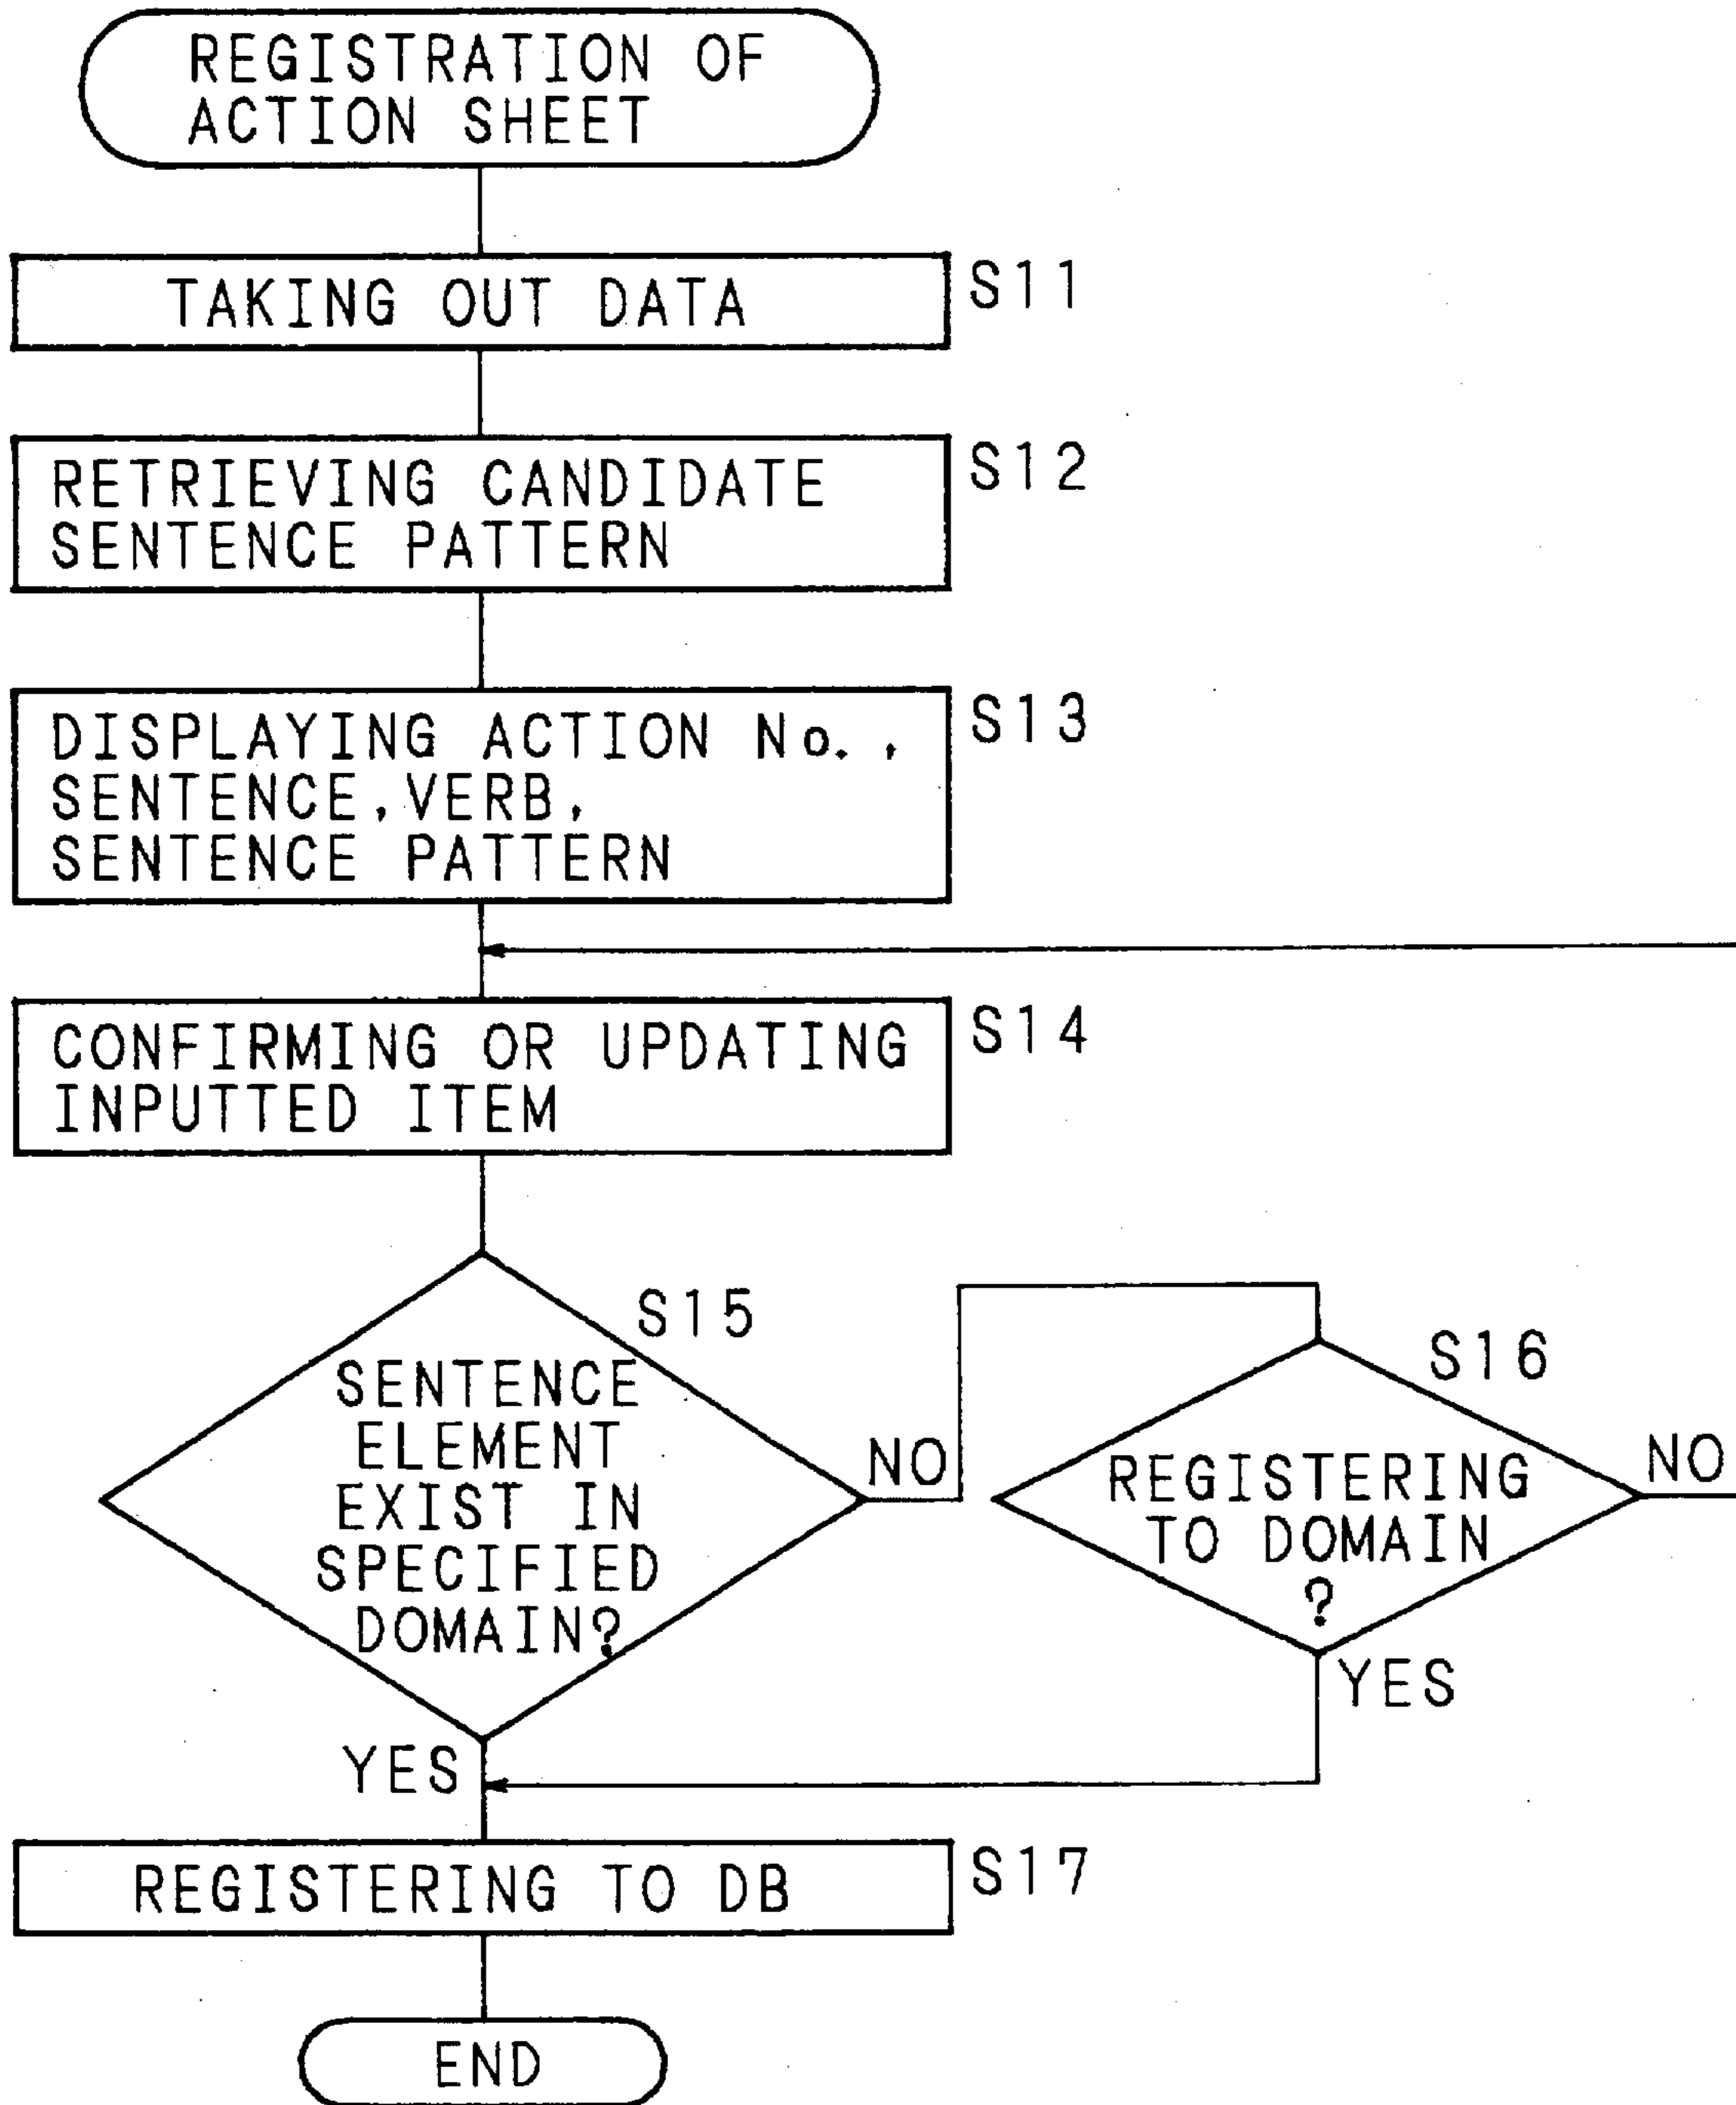 REGISTRATION OF
ACTION SHEET
TAKING OUT DATA
S11
RETRIEVING CANDIDATE
SENTENCE PATTERN
S12
DISPLAYING ACTION No.,
SENTENCE,VERB,
SENTENCE PATTERN
S13
CONFIRMING OR UPDATING
INPUTTED ITEM
S14
S15
SENTENCE
ELEMENT
EXIST IN
SPECIFIED
DOMAIN?
NO
S16
REGISTERING
TO DOMAIN
?
NO
YES
YES
REGISTERING TO DB
S17
END